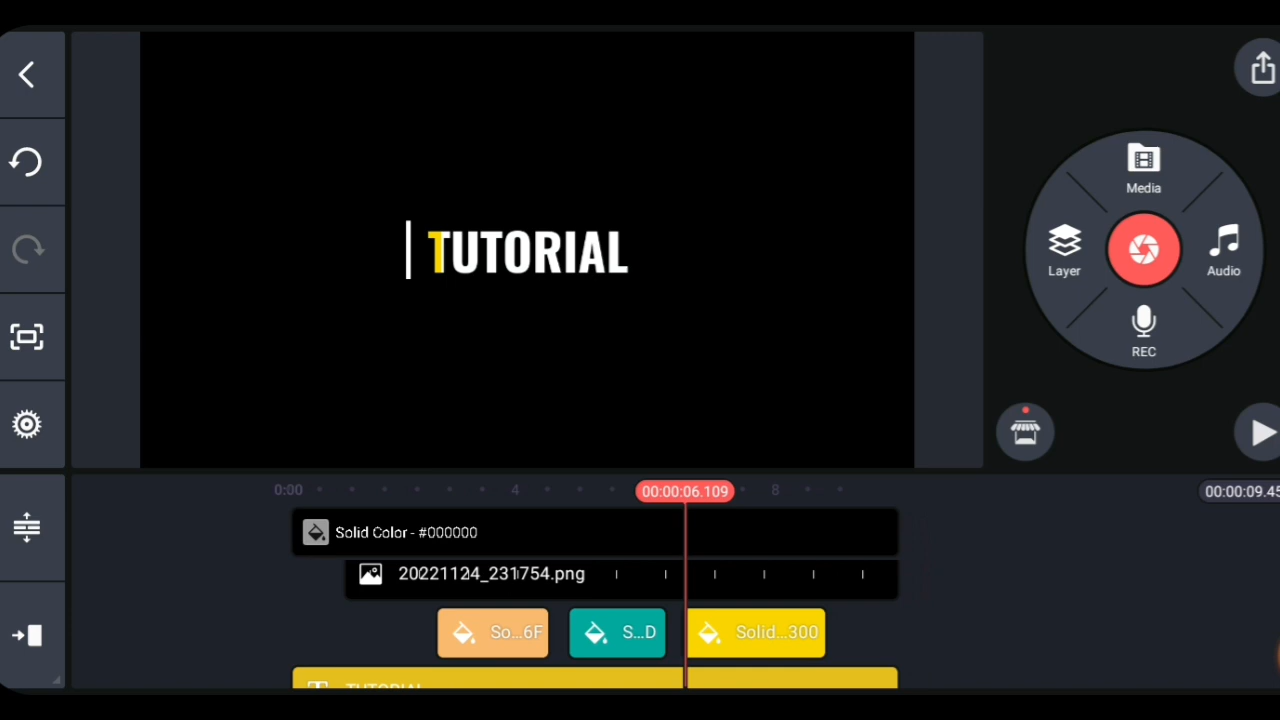 TUTORIAL
Media
Layer
Audio
REC
0:00
4
00:00:06.109
8
00:00:09.45
Solid Color - #000000
20221124_231754.png
So...6F
S...D
Solid...300
TUTORIAL